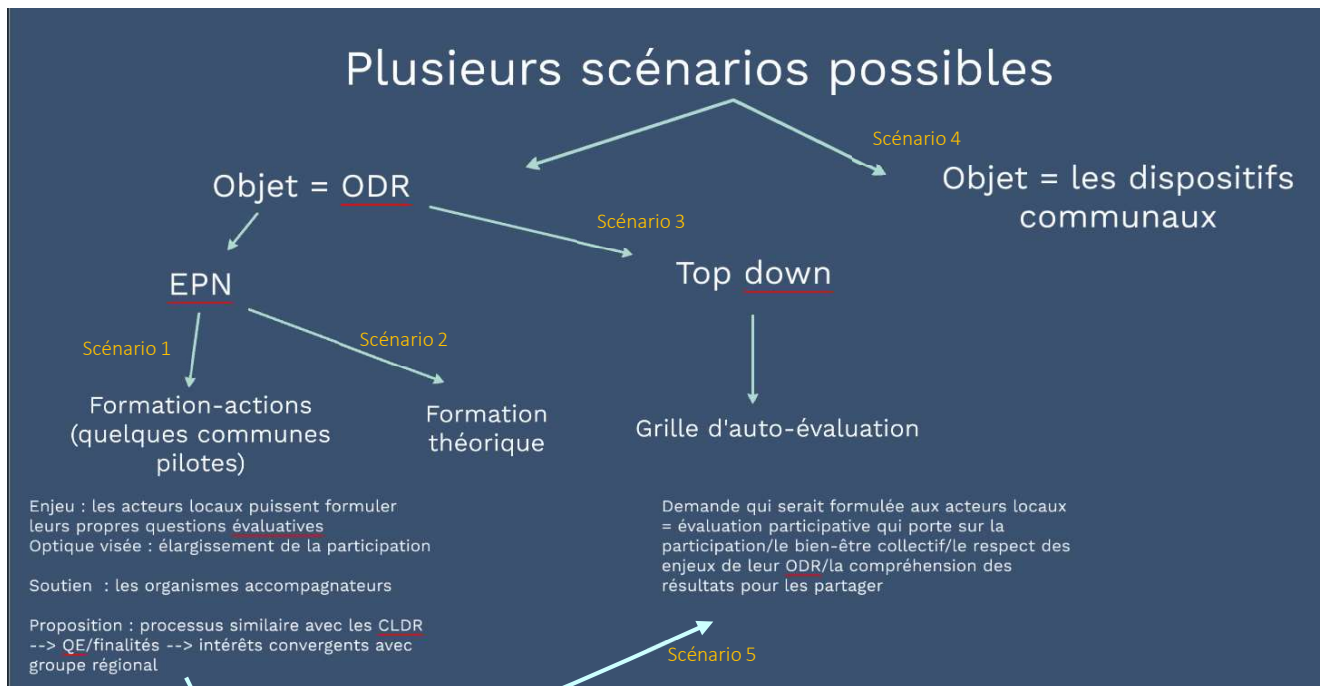 Plusieurs scénarios possibles
Scénario 4
Objet = ODR
Objet = les dispositifs
communaux
Scénario 3
EPN
Top down
Scénario 1
Scénario 2
Formation-actions
(quelques communes
pilotes)
Formation
théorique
Grille d'auto-évaluation
Enjeu : les acteurs locaux puissent formuler
leurs propres questions évaluatives
Optique visée : élargissement de la participation
Soutien : les organismes accompagnateurs
Proposition : processus similaire avec les CLDR
--> QE/finalités --> intérêts convergents avec
groupe régional
Demande qui serait formulée aux acteurs locaux
= évaluation participative qui porte sur la
participation/le bien-être collectif/le respect des
enjeux de leur ODR/la compréhension des
résultats pour les partager
Scénario 5